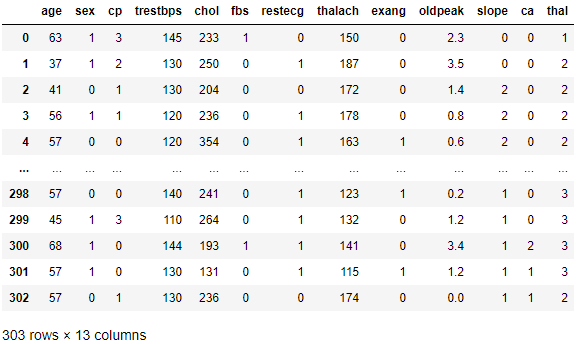 age sex cp trestbps chol fbs restecg thalach exang oldpeak slope ca thal
0 63 1 3 145 233 1 0 150 0 2.3 0 0 1
1 37 1 2 130 250 0 1 187 0 3.5 0 0 2
2 41 0 1 130 204 0 0 172 0 1.4 2 0 2
3 56 1 1 120 236 0 1 178 0 0.8 2 0 2
4 57 0 0 120 354 0 1 163 1 0.6 2 0 2
... ... ... ... ... ... ... ... ... ... ... ... ... ...
298 57 0 0 140 241 0 1 123 1 0.2 1 0 3
299 45 1 3 110 264 0 1 132 0 1.2 1 0 3
300 68 1 0 144 193 1 1 141 0 3.4 1 2 3
301 57 1 0 130 131 0 1 115 1 1.2 1 1 3
302 57 0 1 130 236 0 0 174 0 0.0 1 1 2
303 rows × 13 columns